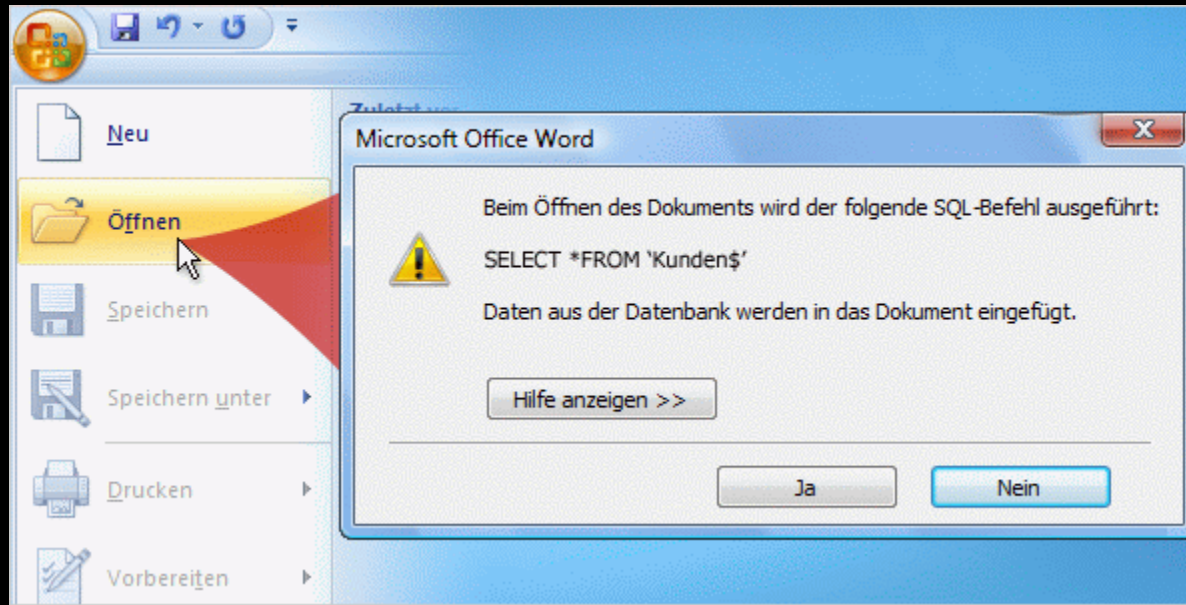 Neu
Öffnen
Speichern
Speichern unter
Drucken
Vorbereiten
Microsoft Office Word
Beim Öffnen des Dokuments wird der folgende SQL-Befehl ausgeführt:
SELECT *FROM ‘Kunden$’
Daten aus der Datenbank werden in das Dokument eingefügt.
Hilfe anzeigen >>
Ja
Nein